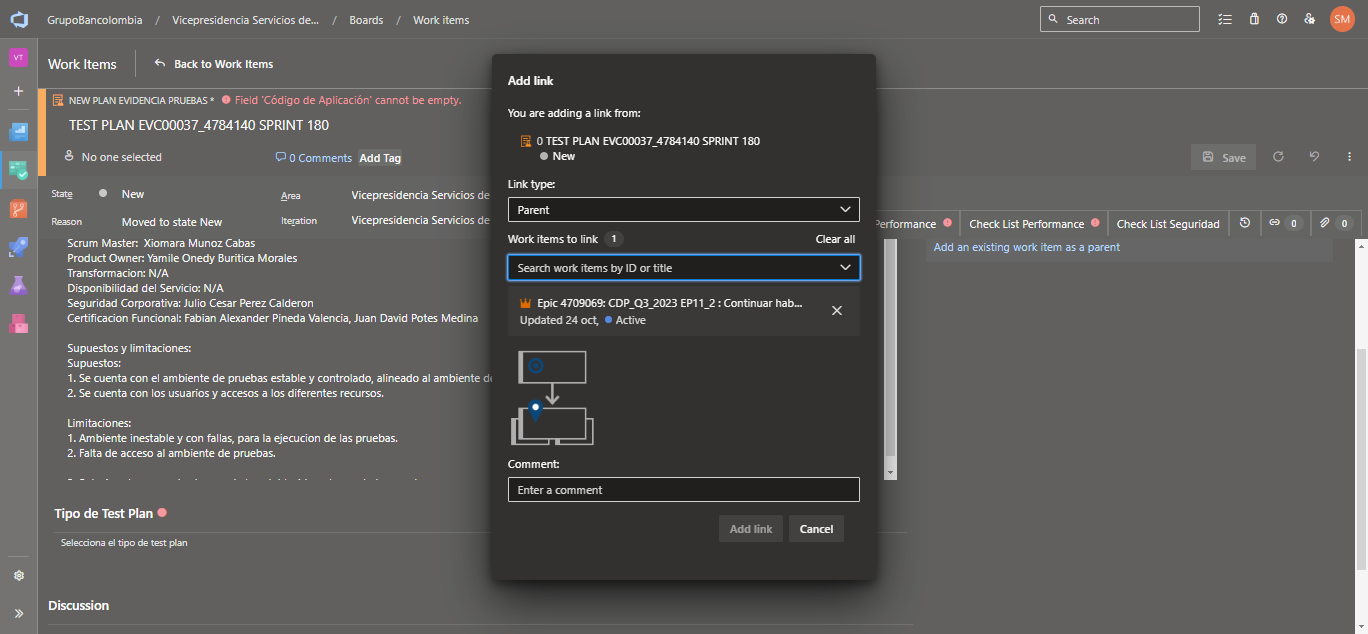 GrupoBancolombia / Vicepresidencia Servicios de... / Boards / Work items
Search
SM
VT
Work Items
Back to Work Items
NEW PLAN EVIDENCIA PRUEBAS * Field 'Código de Aplicación' cannot be empty.
TEST PLAN EVC00037_4784140 SPRINT 180
No one selected
0 Comments
Add Tag
Save
State
New
Area
Vicepresidencia Servicios de
Reason
Moved to state New
Iteration
Vicepresidencia Servicios de
Performance
Check List Performance
Check List Seguridad
0
0
Scrum Master: Xiomara Munoz Cabas
Product Owner: Yamile Onedy Buritica Morales
Transformacion: N/A
Disponibilidad del Servicio: N/A
Seguridad Corporativa: Julio Cesar Perez Calderon
Certificacion Funcional: Fabian Alexander Pineda Valencia, Juan David Potes Medina
Supuestos y limitaciones:
Supuestos:
1. Se cuenta con el ambiente de pruebas estable y controlado, alineado al ambiente de
2. Se cuenta con los usuarios y accesos a los diferentes recursos.
Limitaciones:
1. Ambiente inestable y con fallas, para la ejecucion de las pruebas.
2. Falta de acceso al ambiente de pruebas.
Tipo de Test Plan
Selecciona el tipo de test plan
Discussion
Add an existing work item as a parent
Add link
You are adding a link from:
0 TEST PLAN EVC00037_4784140 SPRINT 180
New
Link type:
Parent
Work items to link 1
Clear all
Search work items by ID or title
Epic 4709069: CDP_Q3_2023 EP11_2 : Continuar hab...
Updated 24 oct, Active
Comment:
Enter a comment
Add link
Cancel